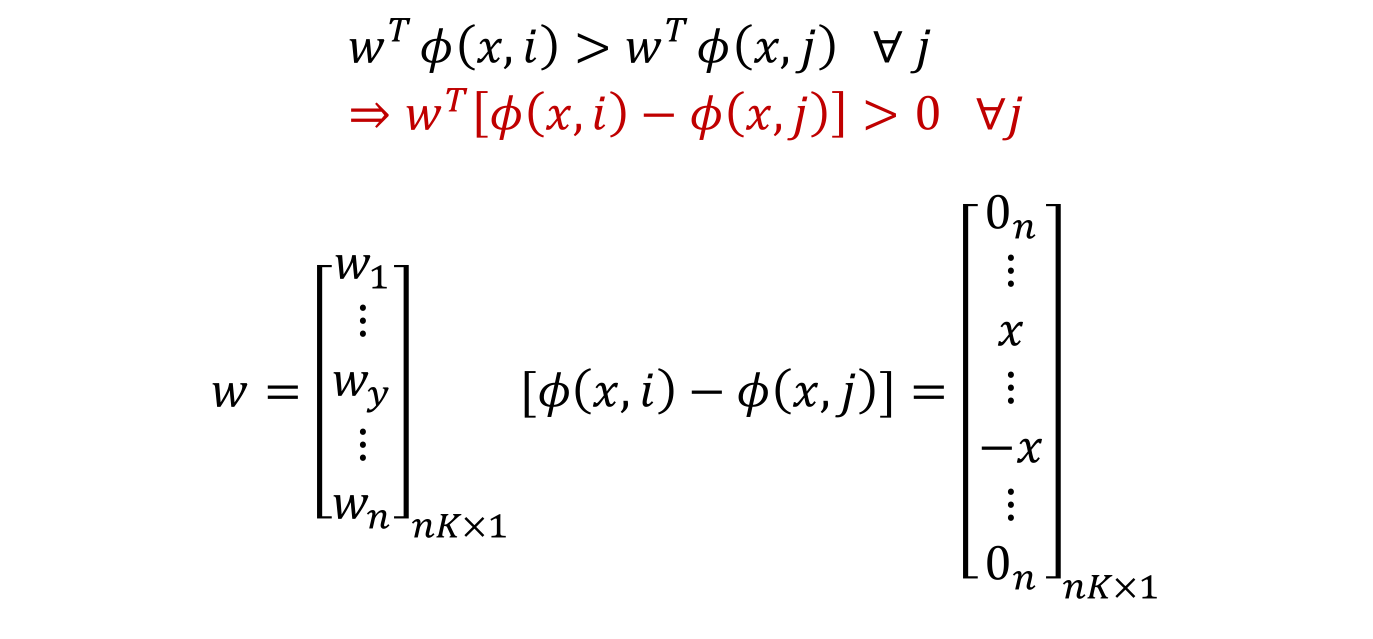 w^T ϕ(x, i) > w^T ϕ(x, j) ∀ j
⇒ w^T[ϕ(x, i) − ϕ(x, j)] > 0 ∀j
w = [w_1 ⋮ w_y ⋮ w_n]_{nK×1}
[ϕ(x, i) − ϕ(x, j)] = [0_n ⋮ x ⋮ −x ⋮ 0_n]_{nK×1}